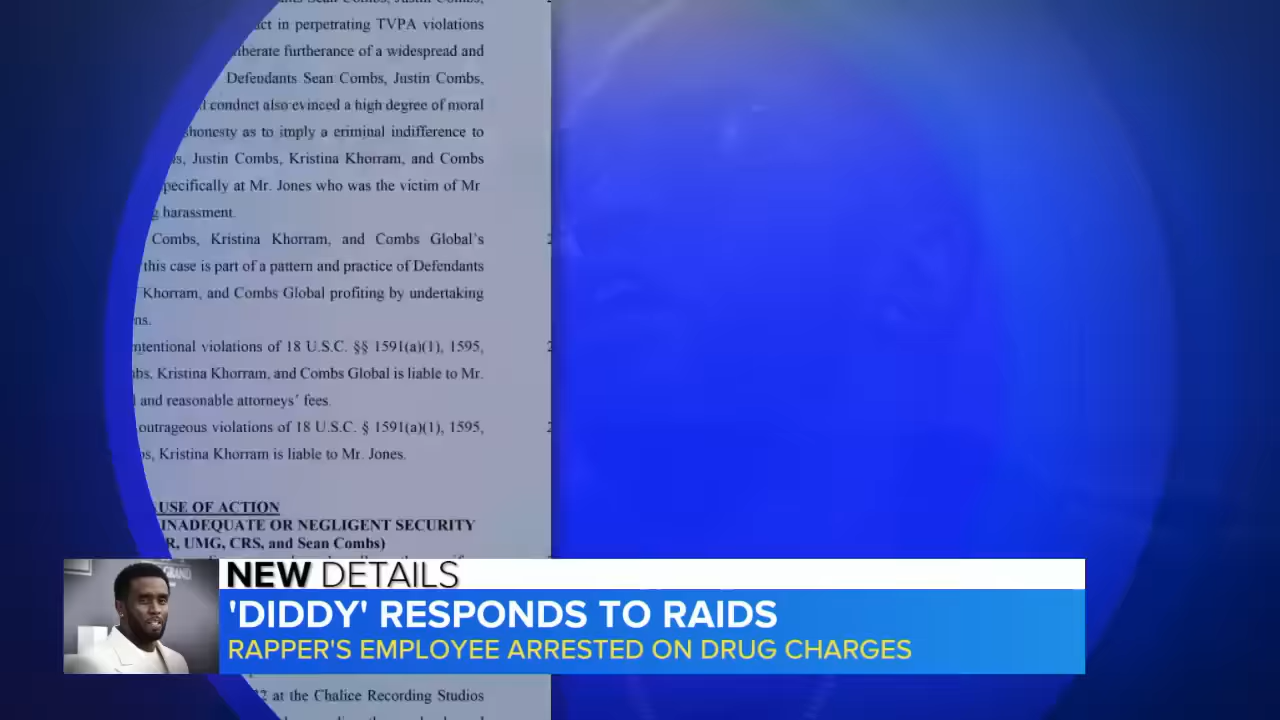 ants Sean Combs, Justin Combs,
act in perpetrating TVPA violations
liberate furtherance of a widespread and
Defendants Sean Combs, Justin Combs,
l conduct also evinced a high degree of moral
shonesty as to imply a criminal indifference to
bs, Justin Combs, Kristina Khorram, and Combs
pecifically at Mr. Jones who was the victim of Mr
g harassment.
Combs, Kristina Khorram, and Combs Global's
this case is part of a pattern and practice of Defendants
Khorram, and Combs Global profiting by undertaking
ns.
ntentional violations of 18 U.S.C. §§ 1591(a)(1), 1595,
bs, Kristina Khorram, and Combs Global is liable to Mr.
l and reasonable attorneys' fees.
outrageous violations of 18 U.S.C. § 1591(a)(1), 1595,
bs, Kristina Khorram is liable to Mr. Jones.
USE OF ACTION
INADEQUATE OR NEGLIGENT SECURITY
R, UMG, CRS, and Sean Combs)
NEW DETAILS
'DIDDY' RESPONDS TO RAIDS
RAPPER'S EMPLOYEE ARRESTED ON DRUG CHARGES
22 at the Chalice Recording Studios